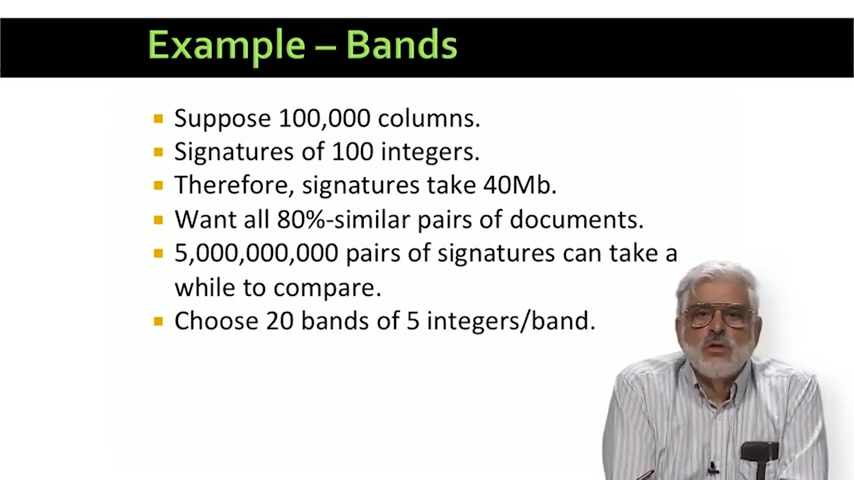 Example – Bands
Suppose 100,000 columns.
Signatures of 100 integers.
Therefore, signatures take 40Mb.
Want all 80%-similar pairs of documents.
5,000,000,000 pairs of signatures can take a
while to compare.
Choose 20 bands of 5 integers/band.